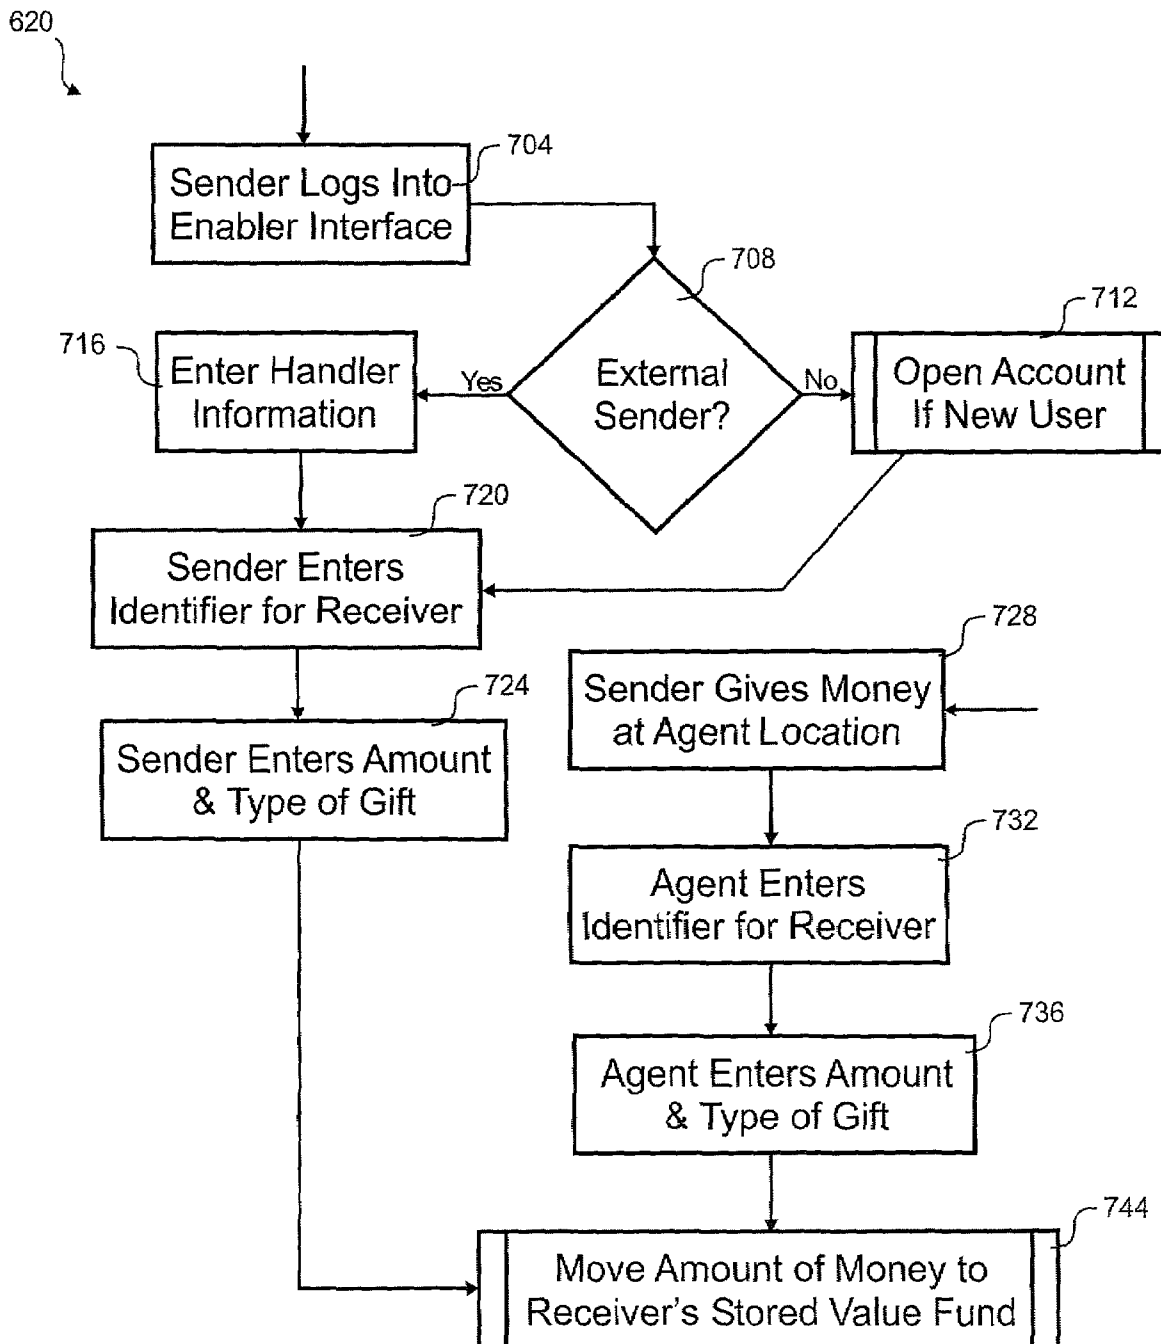 620
704
Sender Logs Into
Enabler Interface
708
External
Sender?
Yes
No
712
Open Account
If New User
716
Enter Handler
Information
720
Sender Enters
Identifier for Receiver
724
Sender Enters Amount
& Type of Gift
728
Sender Gives Money
at Agent Location
732
Agent Enters
Identifier for Receiver
736
Agent Enters Amount
& Type of Gift
744
Move Amount of Money to
Receiver's Stored Value Fund